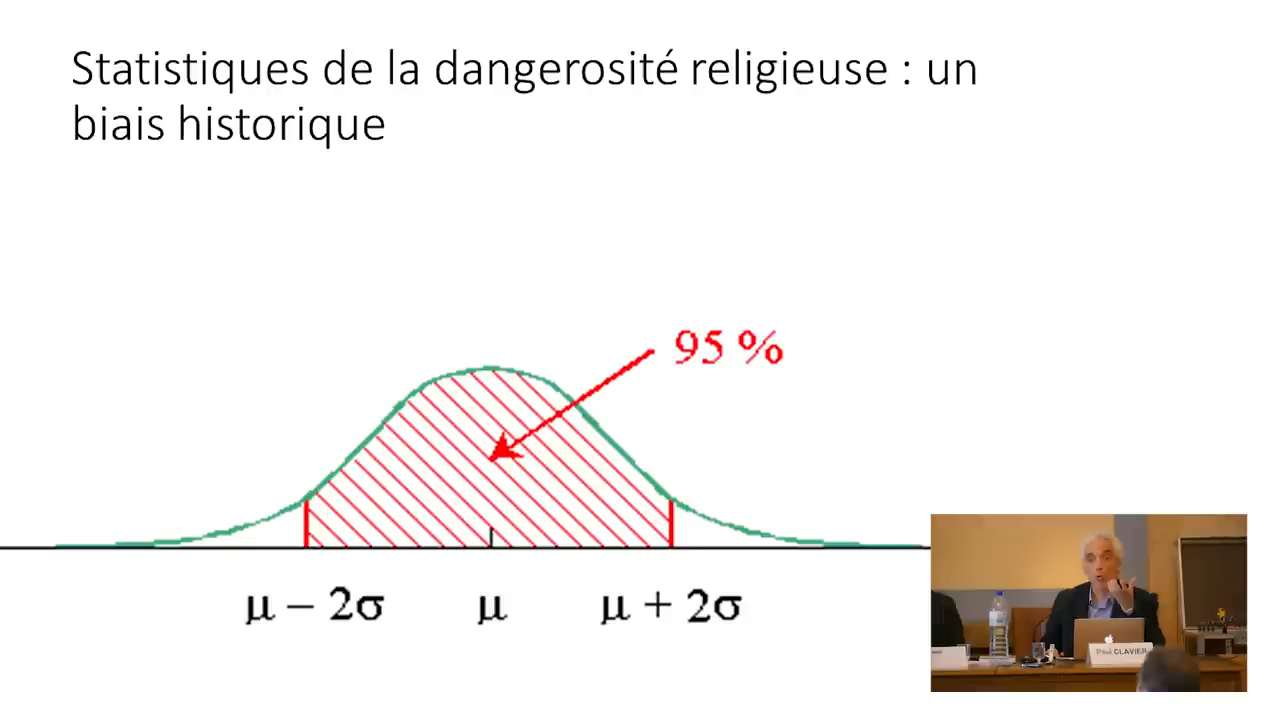 Statistiques de la dangerosité religieuse : un
biais historique
95 %
μ – 2σ
μ
μ + 2σ
Paul CLAVIER